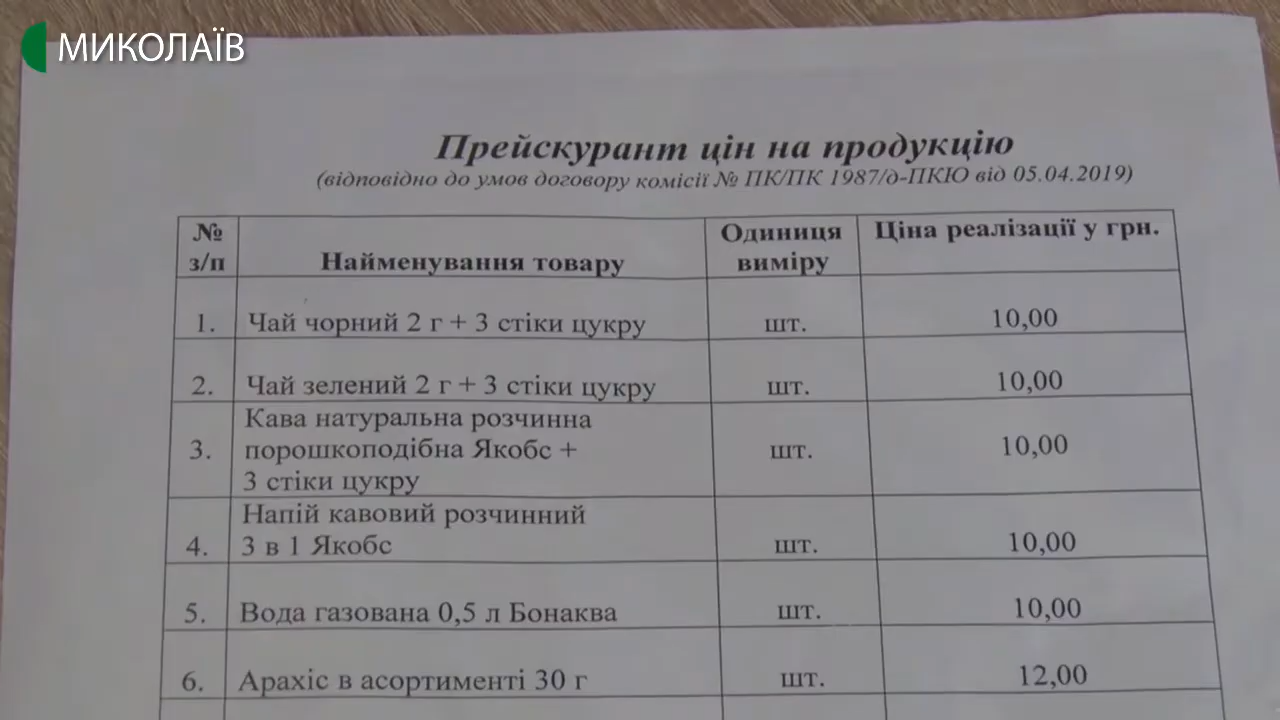 МИКОЛАЇВ
Прейскурант цін на продукцію
(відповідно до умов договору комісії № ПК/ПК 1987/д-ПКЮ від 05.04.2019)
№ з/п Найменування товару Одиниця виміру Ціна реалізації у грн.
1. Чай чорний 2 г + 3 стіки цукру шт. 10,00
2. Чай зелений 2 г + 3 стіки цукру шт. 10,00
Кава натуральна розчинна
3. порошкоподібна Якобс + шт. 10,00
3 стіки цукру
Напій кавовий розчинний
4. 3 в 1 Якобс шт. 10,00
5. Вода газована 0,5 л Бонаква шт. 10,00
6. Арахіс в асортименті 30 г шт. 12,00